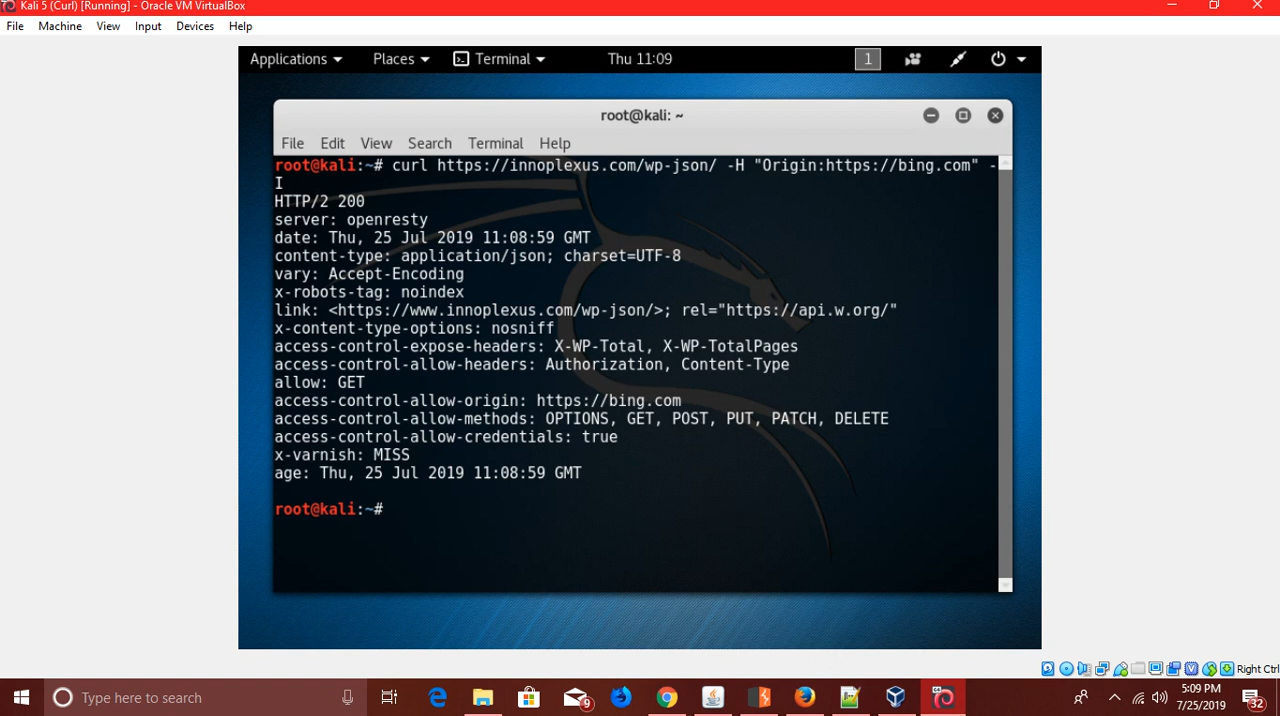 Kali 5 (Curl) [Running] - Oracle VM VirtualBox
File Machine View Input Devices Help
Applications Places Terminal Thu 11:09 1
root@kali: ~
File Edit View Search Terminal Help
root@kali:~# curl https://innoplexus.com/wp-json/ -H "Origin:https://bing.com" -
I
HTTP/2 200
server: openresty
date: Thu, 25 Jul 2019 11:08:59 GMT
content-type: application/json; charset=UTF-8
vary: Accept-Encoding
x-robots-tag: noindex
link: <https://www.innoplexus.com/wp-json/>; rel="https://api.w.org/"
x-content-type-options: nosniff
access-control-expose-headers: X-WP-Total, X-WP-TotalPages
access-control-allow-headers: Authorization, Content-Type
allow: GET
access-control-allow-origin: https://bing.com
access-control-allow-methods: OPTIONS, GET, POST, PUT, PATCH, DELETE
access-control-allow-credentials: true
x-varnish: MISS
age: Thu, 25 Jul 2019 11:08:59 GMT
root@kali:~#
Right Ctrl
Type here to search 9 5:09 PM 32
7/25/2019